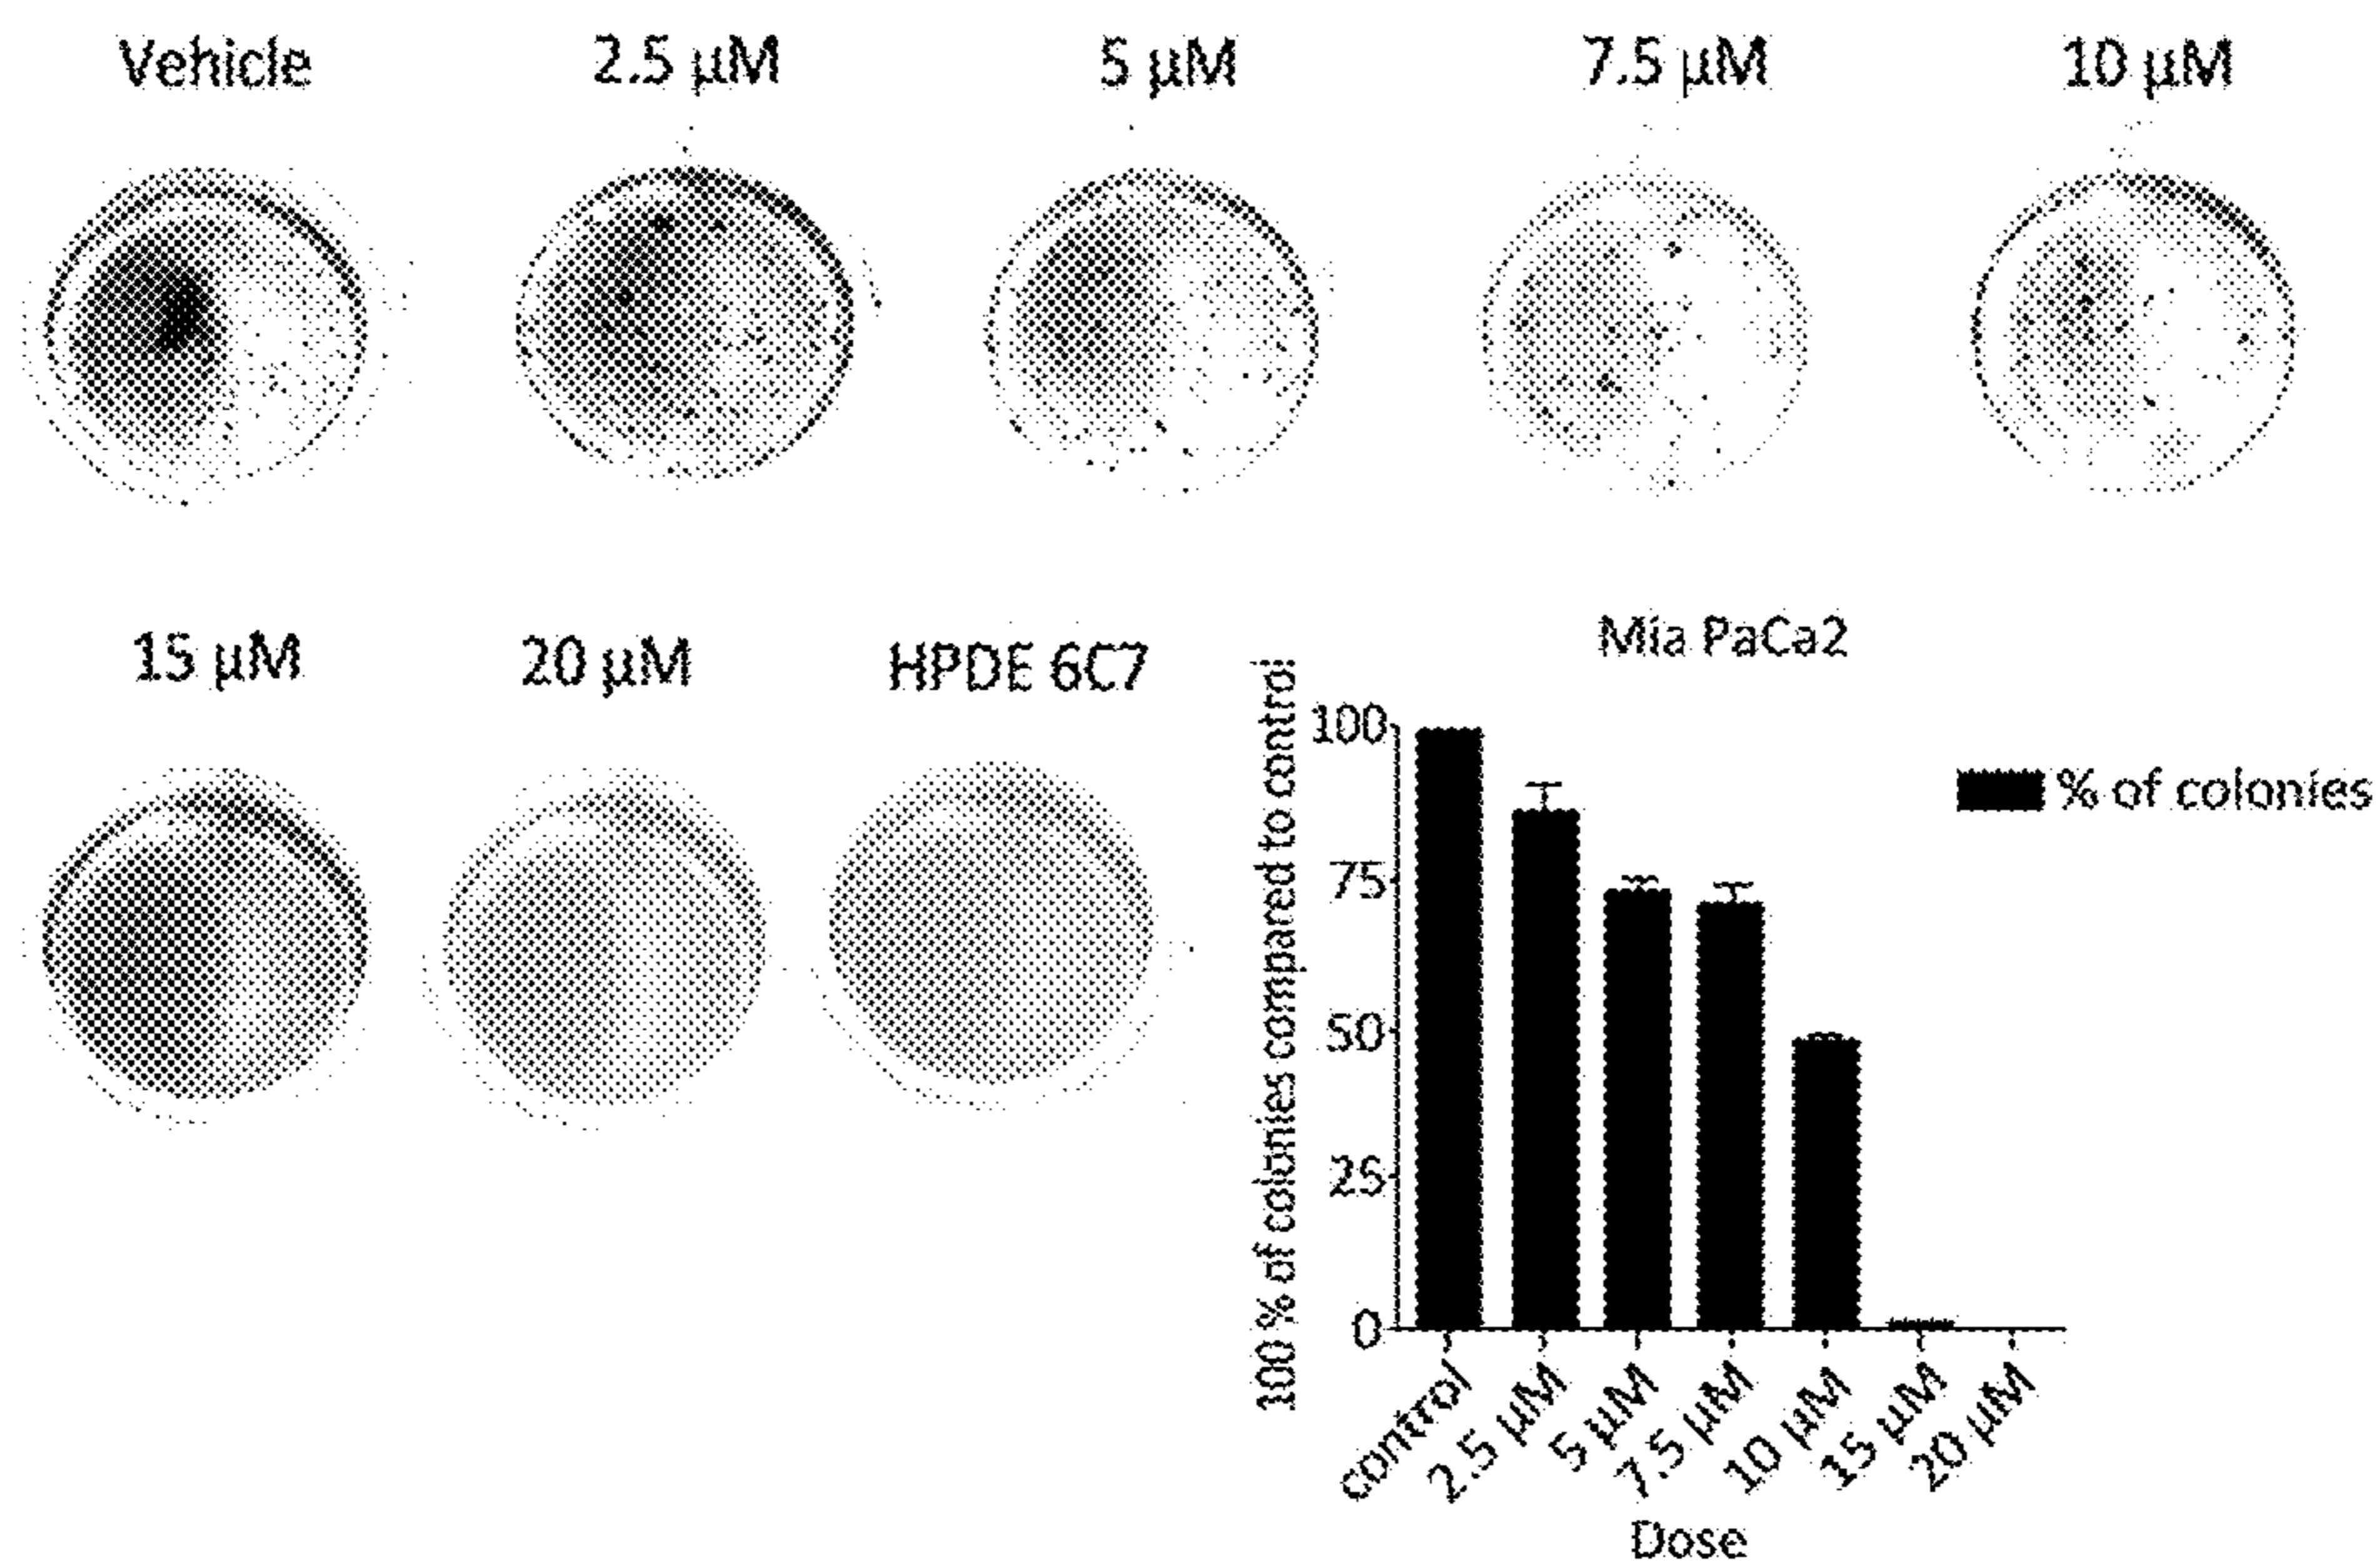 Vehicle
2.5 µM
5 µM
7.5 µM
10 µM
15 µM
20 µM
HPDE 6C7
Mia PaCa2
100 % of colonies compared to control
100
75
50
25
0
% of colonies
control
2.5 µM
5 µM
7.5 µM
10 µM
15 µM
20 µM
Dose